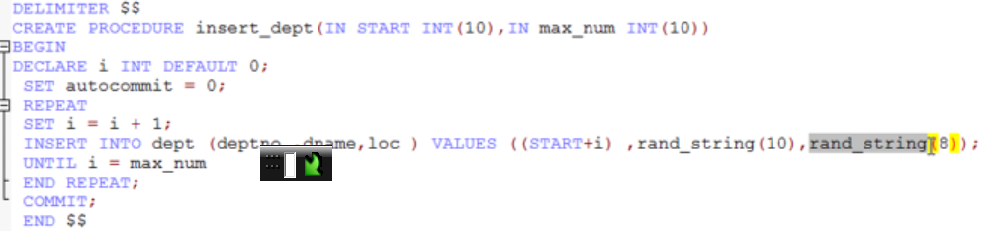 DELIMITER $$
CREATE PROCEDURE insert_dept(IN START INT(10),IN max_num INT(10))
BEGIN
DECLARE i INT DEFAULT 0;
SET autocommit = 0;
REPEAT
SET i = i + 1;
INSERT INTO dept (deptno ,dname,loc ) VALUES ((START+i) ,rand_string(10),rand_string(8));
UNTIL i = max_num
END REPEAT;
COMMIT;
END $$